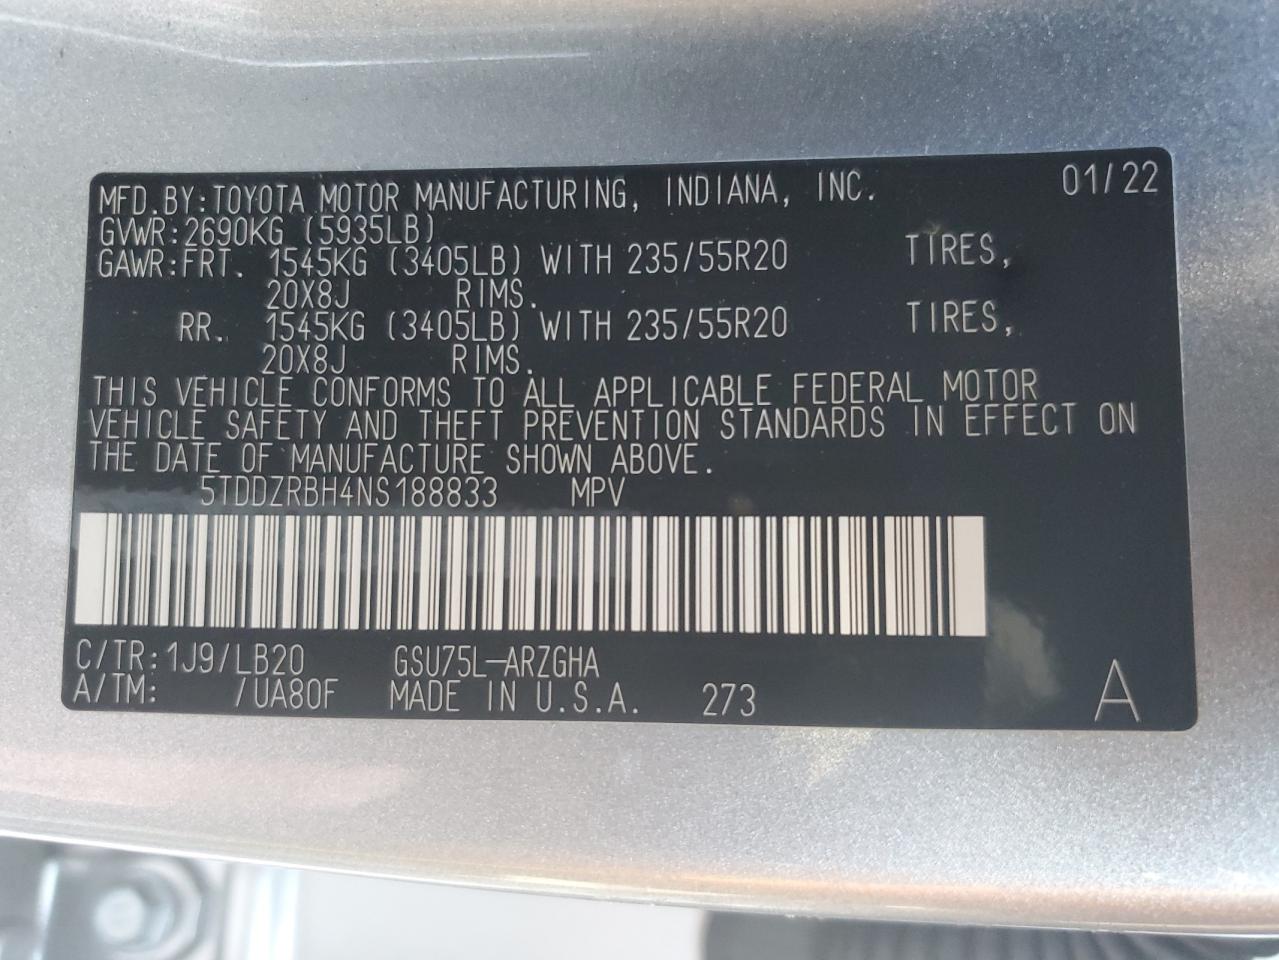 MFD.BY:TOYOTA MOTOR MANUFACTURING, INDIANA, INC. 01/22
GVWR:2690KG (5935LB)
GAWR:FRT. 1545KG (3405LB) WITH 235/55R20 TIRES,
20X8J RIMS.
RR. 1545KG (3405LB) WITH 235/55R20 TIRES,
20X8J RIMS.
THIS VEHICLE CONFORMS TO ALL APPLICABLE FEDERAL MOTOR
VEHICLE SAFETY AND THEFT PREVENTION STANDARDS IN EFFECT ON
THE DATE OF MANUFACTURE SHOWN ABOVE.
5TDDZRBH4NS188833 MPV
C/TR:1J9/LB20 GSU75L-ARZGHA
A/TM: /UA80F MADE IN U.S.A. 273 A